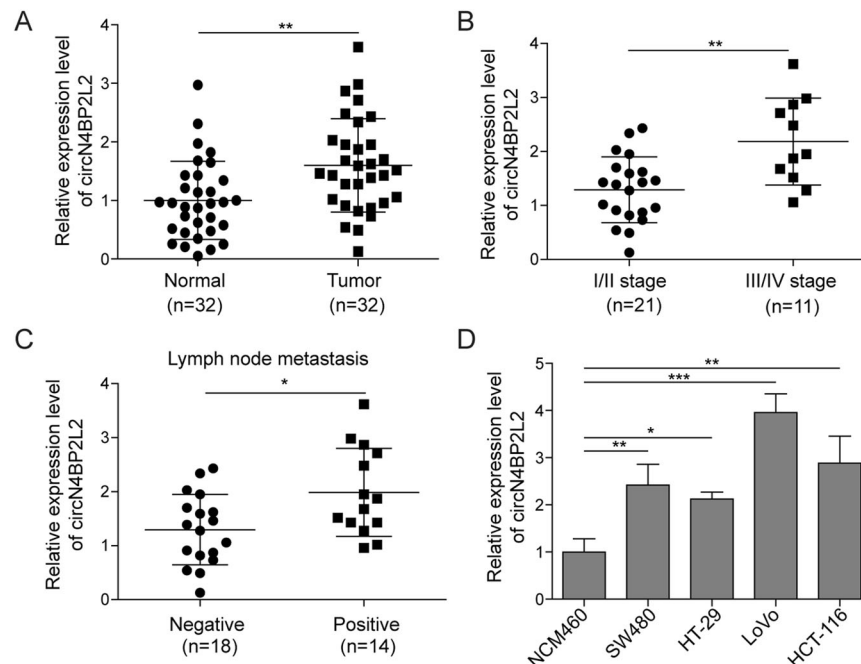 A
Relative expression level
of circN4BP2L2
4
3
2
1
0
**
Normal
(n=32)
Tumor
(n=32)
B
Relative expression level
of circN4BP2L2
4
3
2
1
0
**
I/II stage
(n=21)
III/IV stage
(n=11)
C
Lymph node metastasis
Relative expression level
of circN4BP2L2
4
3
2
1
0
*
Negative
(n=18)
Positive
(n=14)
D
Relative expression level
of circN4BP2L2
5
4
3
2
1
0
**
***
*
**
NCM460
SW480
HT-29
LoVo
HCT-116